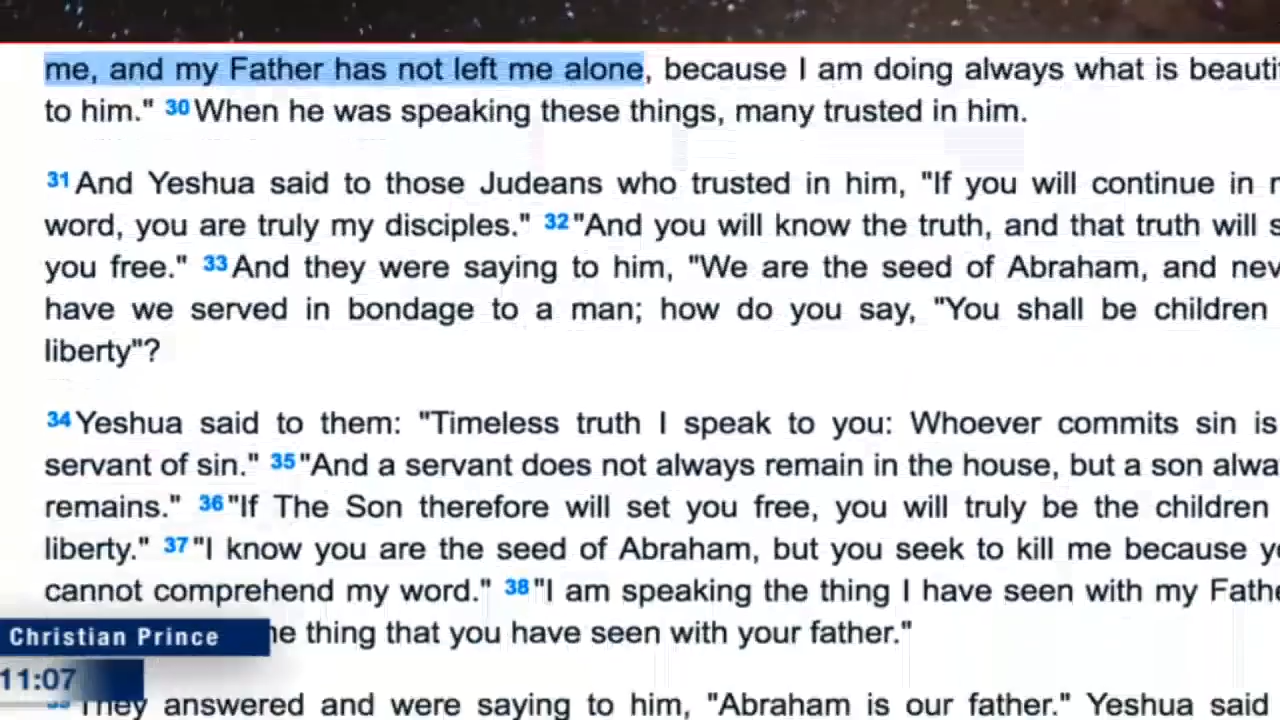 me, and my Father has not left me alone, because I am doing always what is
to him." 30 When he was speaking these things, many trusted in him.
31 And Yeshua said to those Judeans who trusted in him, "If you will continue in
word, you are truly my disciples." 32 "And you will know the truth, and that truth will
you free." 33 And they were saying to him, "We are the seed of Abraham, and
have we served in bondage to a man; how do you say, "You shall be children
liberty"?
34 Yeshua said to them: "Timeless truth I speak to you: Whoever commits sin is
servant of sin." 35 "And a servant does not always remain in the house, but a son
remains." 36 "If The Son therefore will set you free, you will truly be the children
liberty." 37 "I know you are the seed of Abraham, but you seek to kill me because
cannot comprehend my word." 38 "I am speaking the thing I have seen with my
Christian Prince
thing that you have seen with your father."
11:07
They answered and were saying to him, "Abraham is our father." Yeshua said